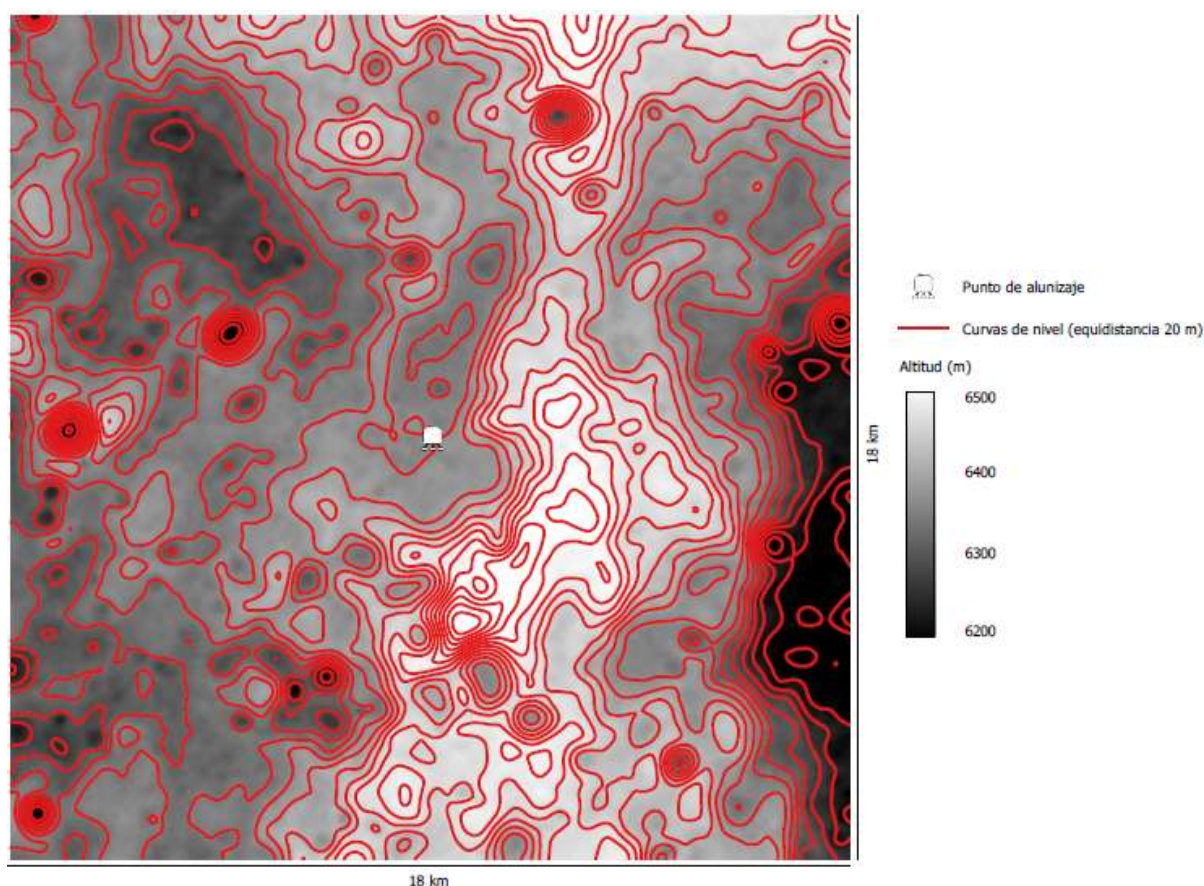 Punto de alunizaje
Curvas de nivel (equidistancia 20 m)
Altitud (m)
6500
6400
6300
6200
18 km
18 km